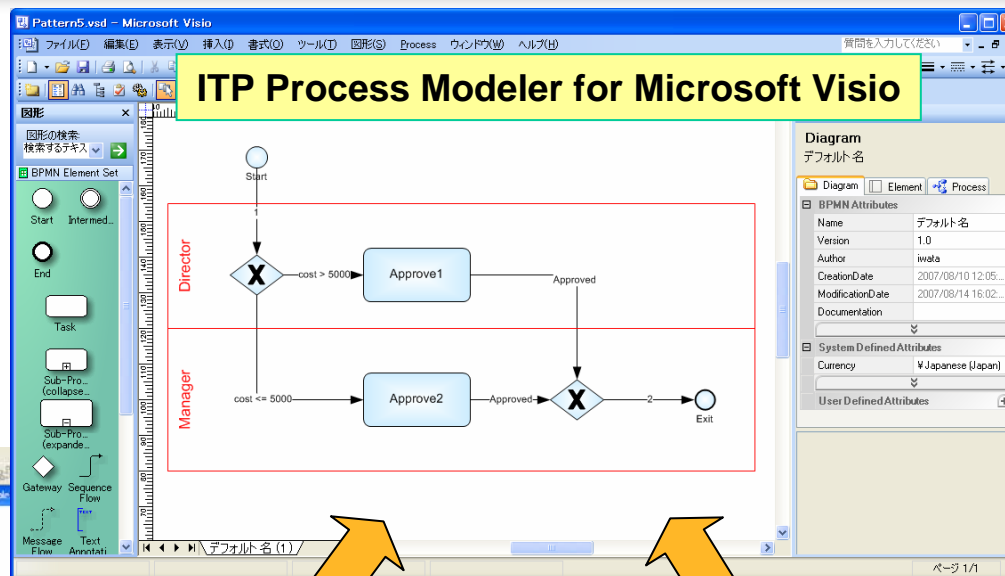 Pattern5.vsd - Microsoft Visio
ファイル(F) 編集(E) 表示(V) 挿入(I) 書式(O) ツール(T) 図形(S) Process ウィンドウ(W) ヘルプ(H)
質問を入力してください
ITP Process Modeler for Microsoft Visio
図形
図形の検索:
検索するテキス
BPMN Element Set
Start
Intermed...
End
Task
Sub-Pro...
(collapse...
Sub-Pro...
(expande...
Gateway
Sequence
Flow
Message
Flow
Text
Annotati
Start
1
Director
X
cost > 5000
Approve1
Approved
Manager
cost <= 5000
Approve2
Approved
X
2
Exit
デフォルト名 (1)
Diagram
デフォルト名
Diagram Element Process
BPMN Attributes
Name デフォルト名
Version 1.0
Author iwata
CreationDate 2007/08/10 12:05:...
ModificationDate 2007/08/14 16:02:...
Documentation
System Defined Attributes
Currency ¥ Japanese (Japan)
User Defined Attributes
ページ 1/1